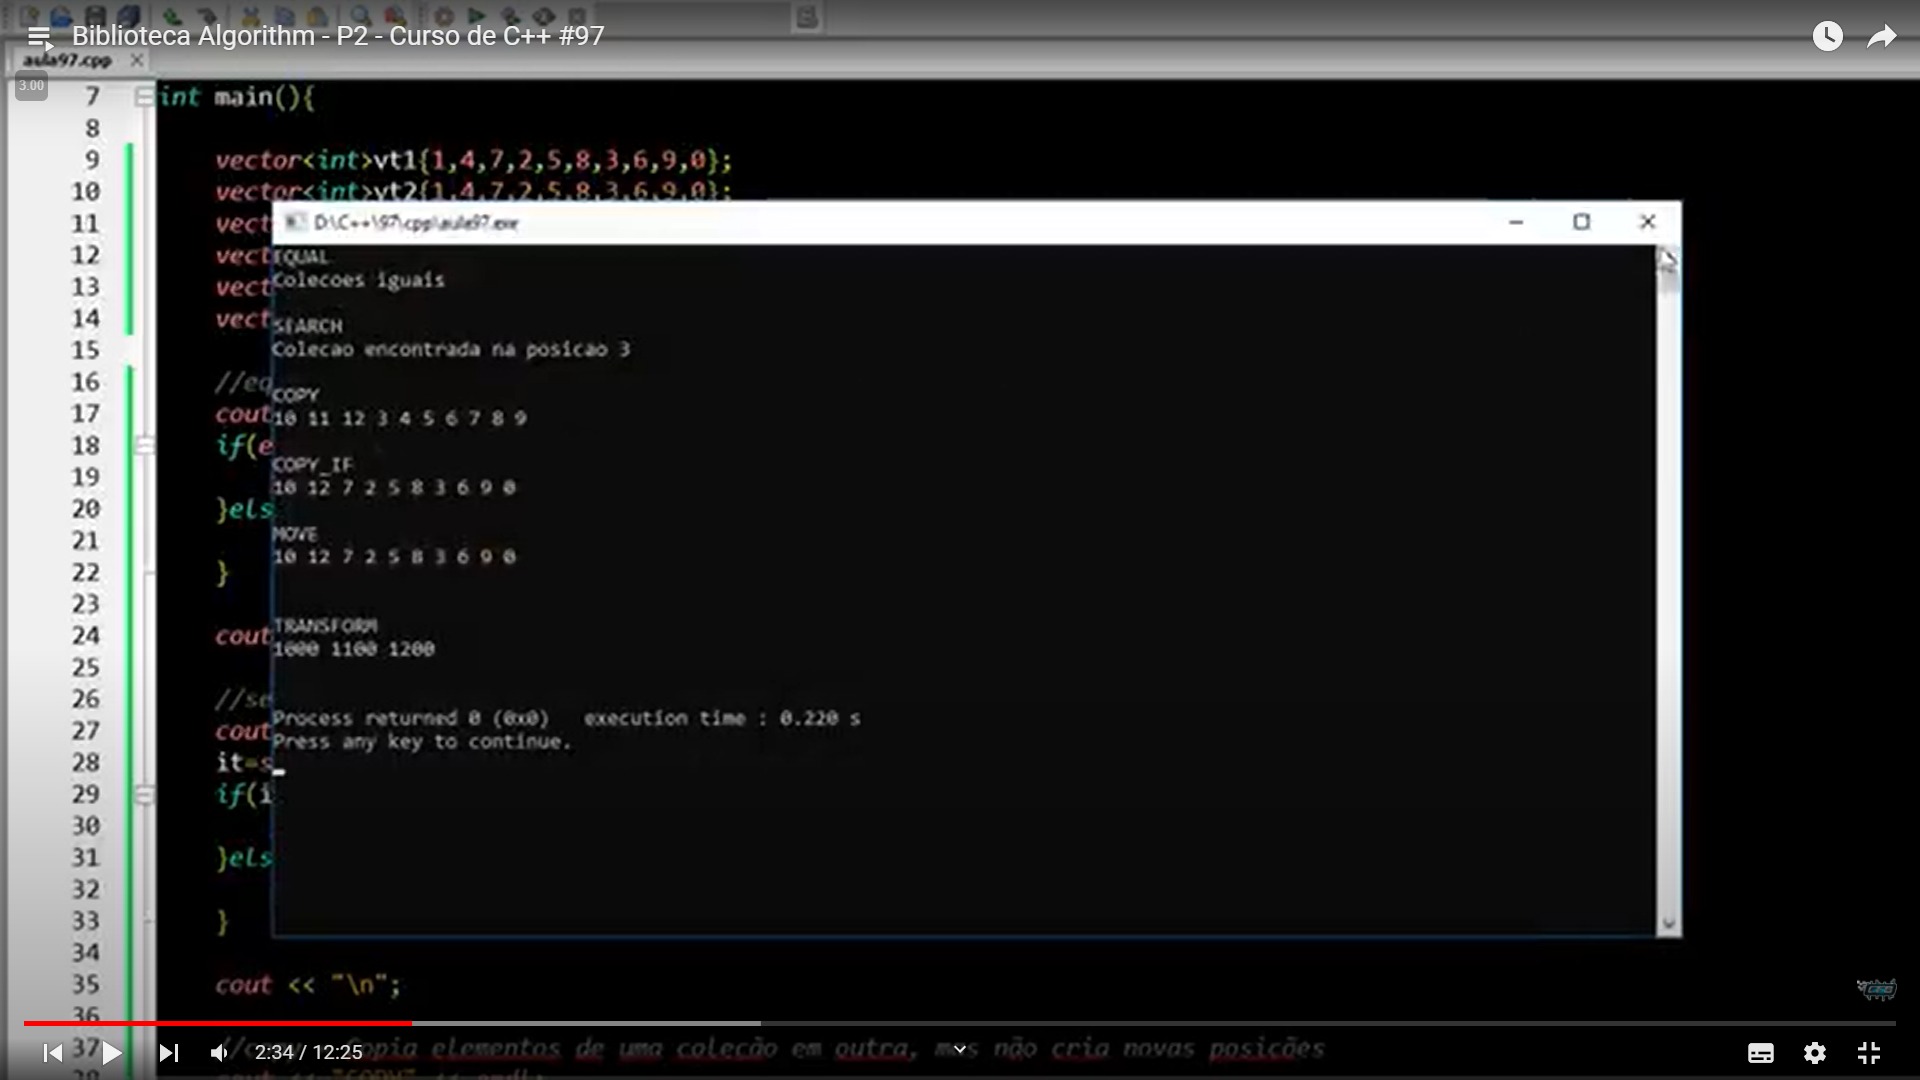 Biblioteca Algorithm - P2 - Curso de C++ #97
aula97.cpp
3.00
7 int main(){
8
9 vector<int>vt1{1,4,7,2,5,8,3,6,9,0};
10 vector<int>vt2{1,4,7,2,5,8,3,6,9,0};
11 vect
12 vect
13 vect
14 vect
15
16 //eq
17 cout
18 if(e
19
20 }els
21
22 }
23
24 cout
25
26 //se
27 cout
28 it=s
29 if(i
30
31 }els
32
33 }
34
35 cout << "\n";
36
37 //copy - Copia elementos de uma coleção em outra, mas não cria novas posicões
38 cout << "COPY" << endl;
D:\C++\97\cpp\aula97.exe
EQUAL
Colecoes iguais
SEARCH
Colecao encontrada na posicao 3
COPY
10 11 12 3 4 5 6 7 8 9
COPY_IF
10 12 7 2 5 8 3 6 9 0
MOVE
10 12 7 2 5 8 3 6 9 0
TRANSFORM
1000 1100 1200
Process returned 0 (0x0)   execution time : 0.220 s
Press any key to continue.
2:34 / 12:25